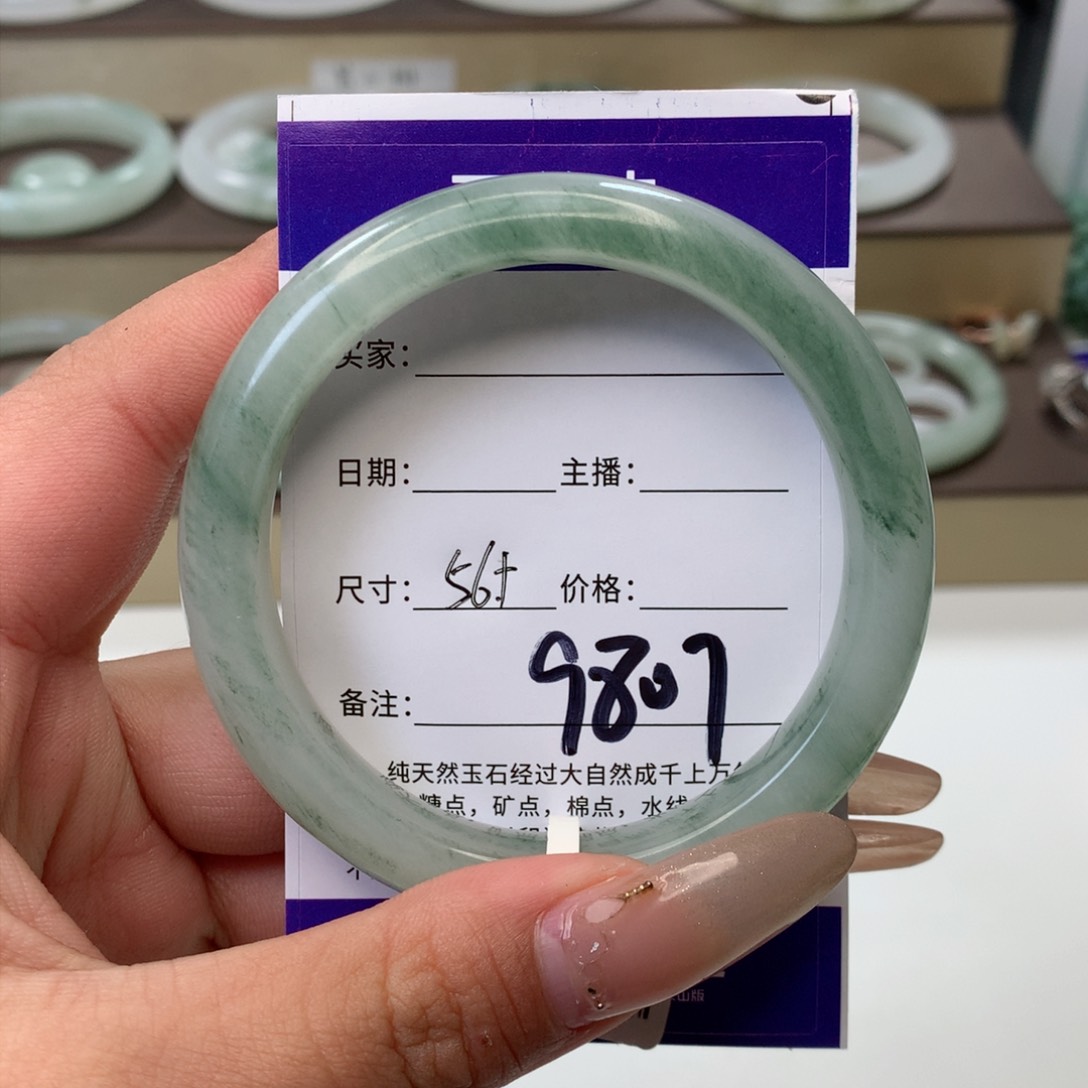 买家：
日期： 主播：
尺寸：56.5 价格：
9807
备注：
纯天然玉石经过大自然成千上万
糖点，矿点，棉点，水线